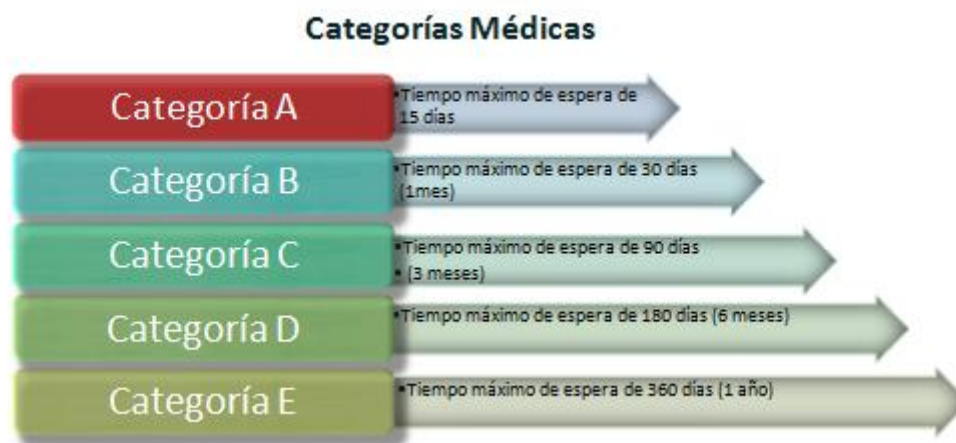 Categorías Médicas
Categoría A
•Tiempo máximo de espera de
15 días
Categoría B
•Tiempo máximo de espera de 30 días
(1mes)
Categoría C
•Tiempo máximo de espera de 90 días
• (3 meses)
Categoría D
•Tiempo máximo de espera de 180 días (6 meses)
Categoría E
•Tiempo máximo de espera de 360 días (1 año)